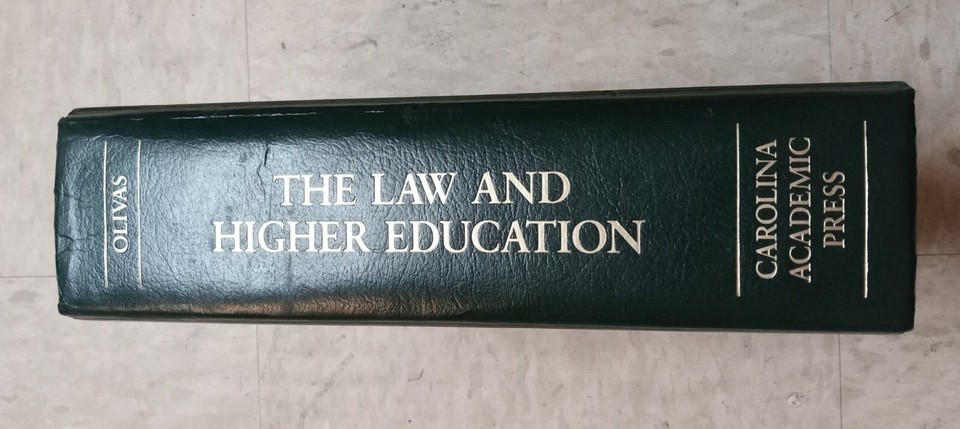 OLIVAS
THE LAW AND
HIGHER EDUCATION
CAROLINA
ACADEMIC
PRESS